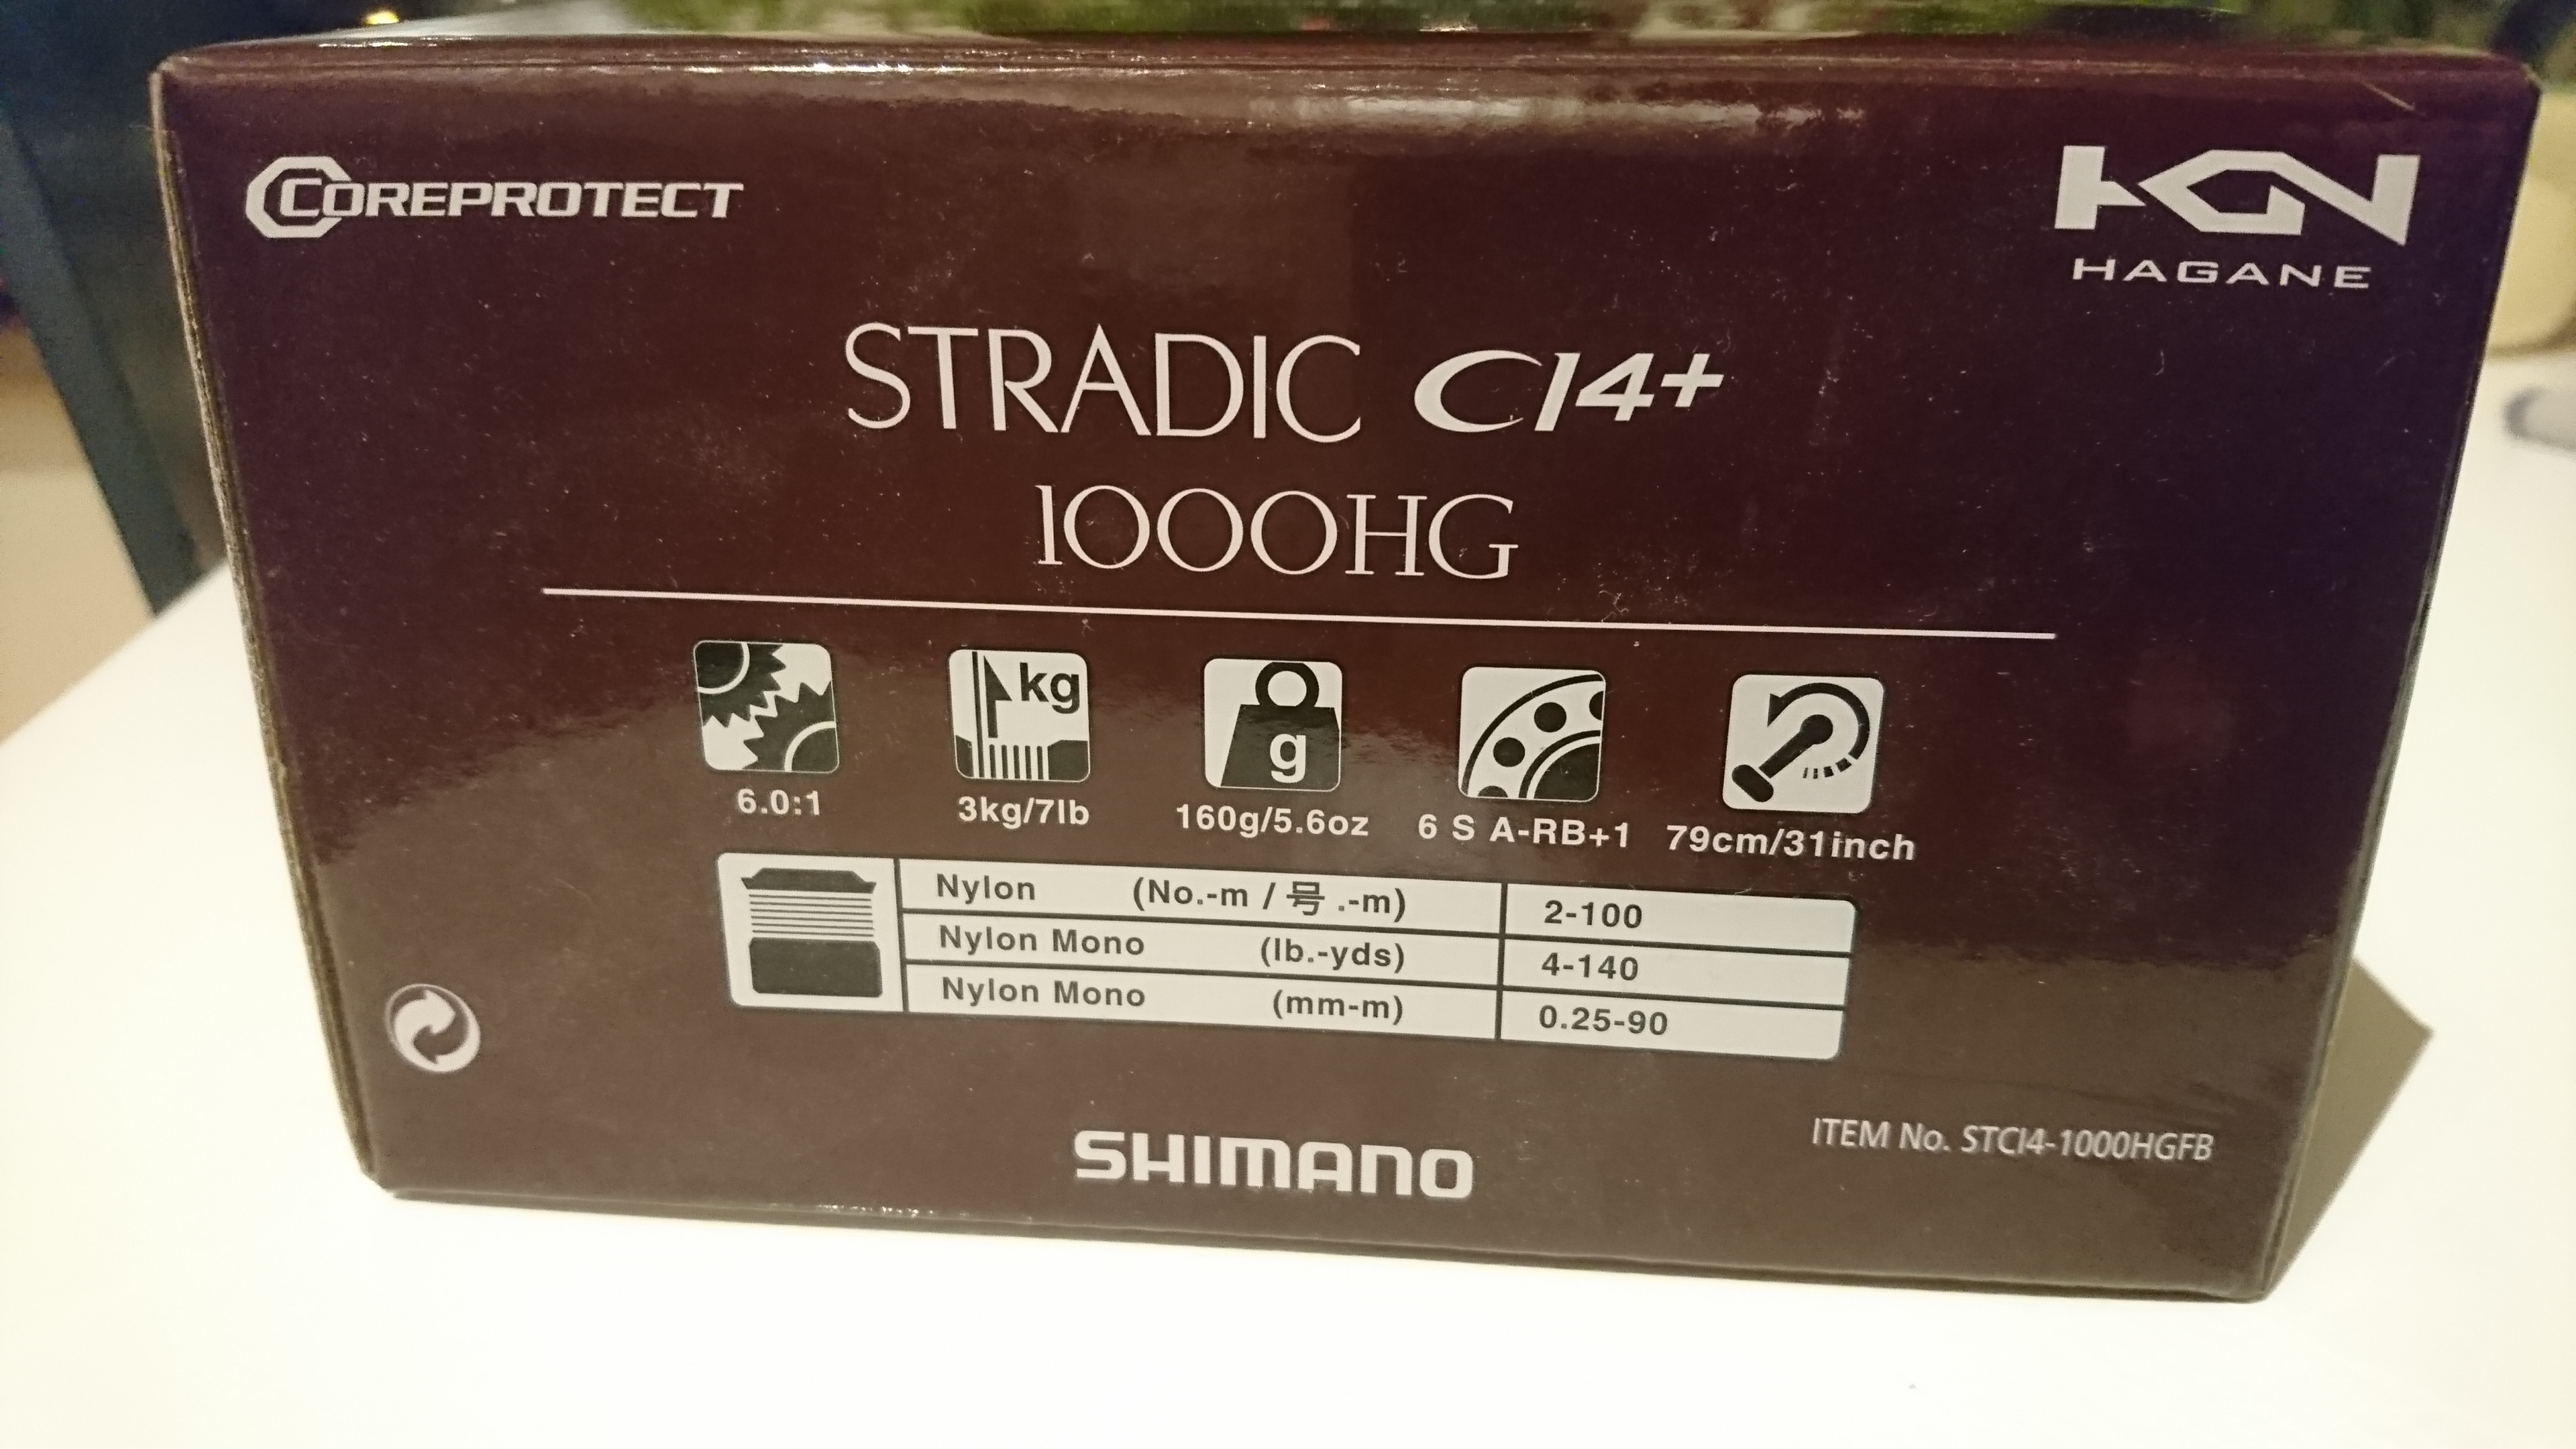 COREPROTECT
HGN
HAGANE
STRADIC CI4+
1000HG
kg
g
6.0:1
3kg/7lb
160g/5.6oz
6 S A-RB+1
79cm/31inch
Nylon (No.-m / 号 .-m) 2-100
Nylon Mono (lb.-yds) 4-140
Nylon Mono (mm-m) 0.25-90
ITEM No. STCI4-1000HGFB
SHIMANO